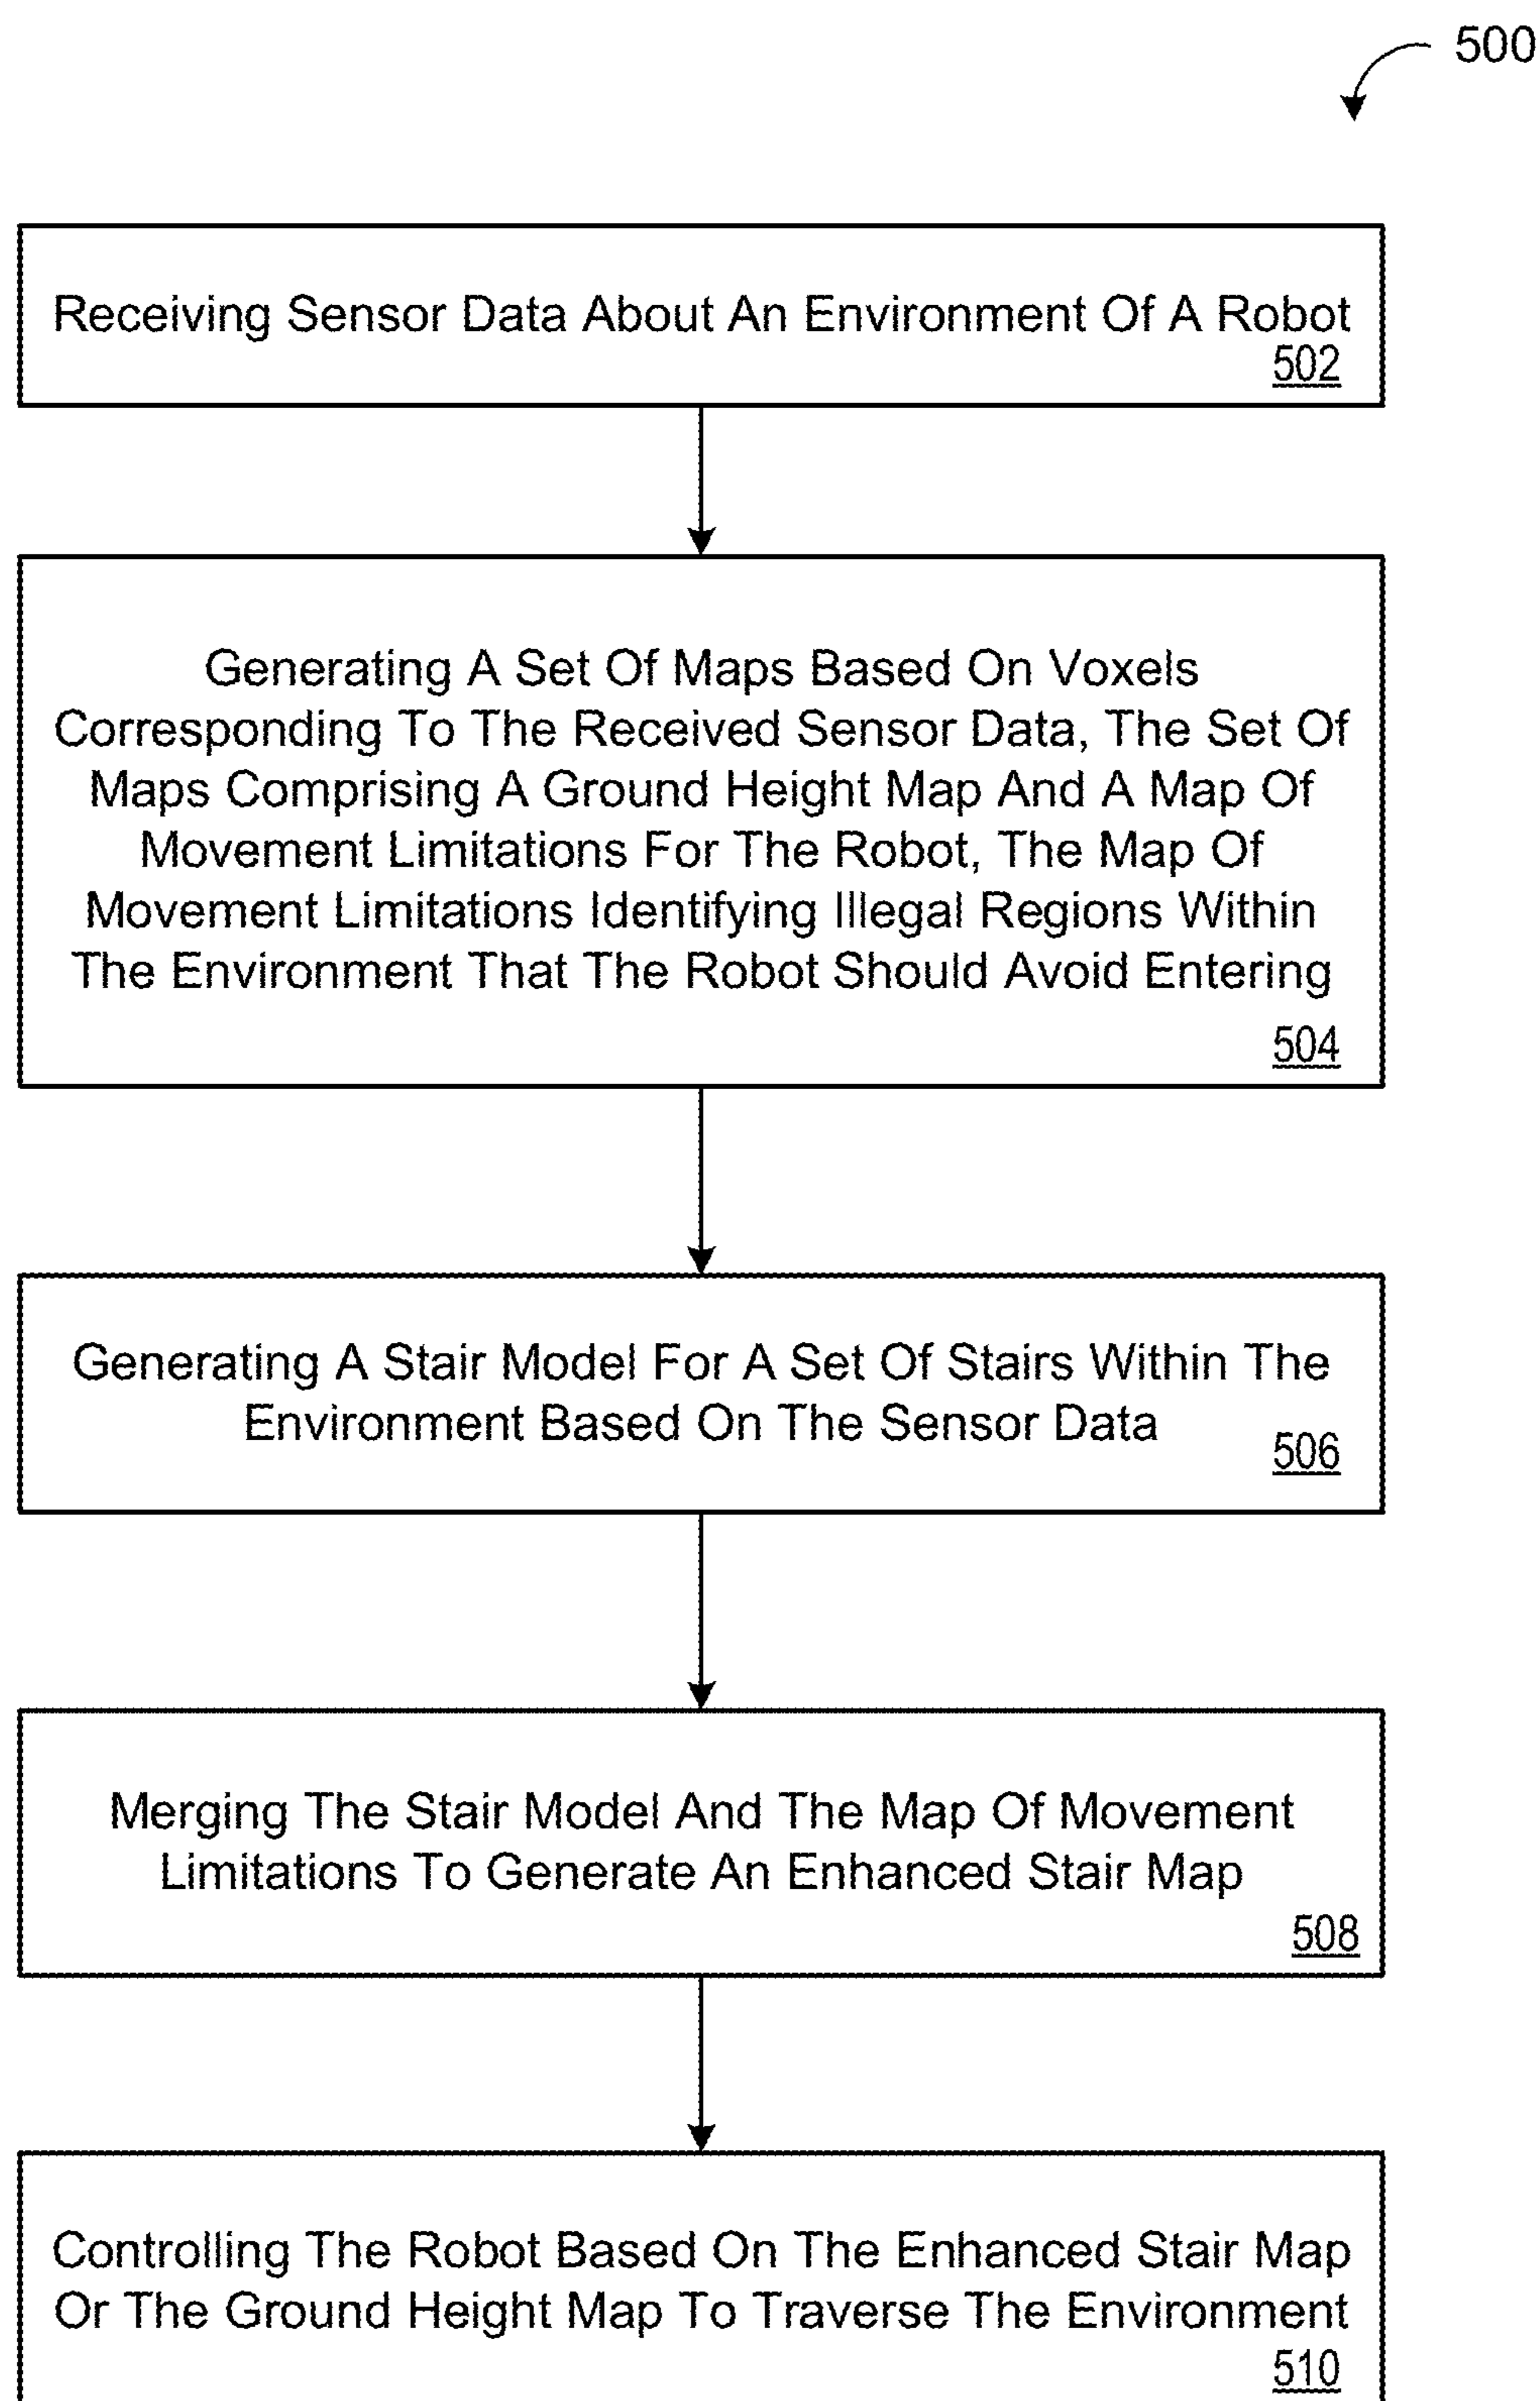 500
Receiving Sensor Data About An Environment Of A Robot
502
Generating A Set Of Maps Based On Voxels
Corresponding To The Received Sensor Data, The Set Of
Maps Comprising A Ground Height Map And A Map Of
Movement Limitations For The Robot, The Map Of
Movement Limitations Identifying Illegal Regions Within
The Environment That The Robot Should Avoid Entering
504
Generating A Stair Model For A Set Of Stairs Within The
Environment Based On The Sensor Data
506
Merging The Stair Model And The Map Of Movement
Limitations To Generate An Enhanced Stair Map
508
Controlling The Robot Based On The Enhanced Stair Map
Or The Ground Height Map To Traverse The Environment
510